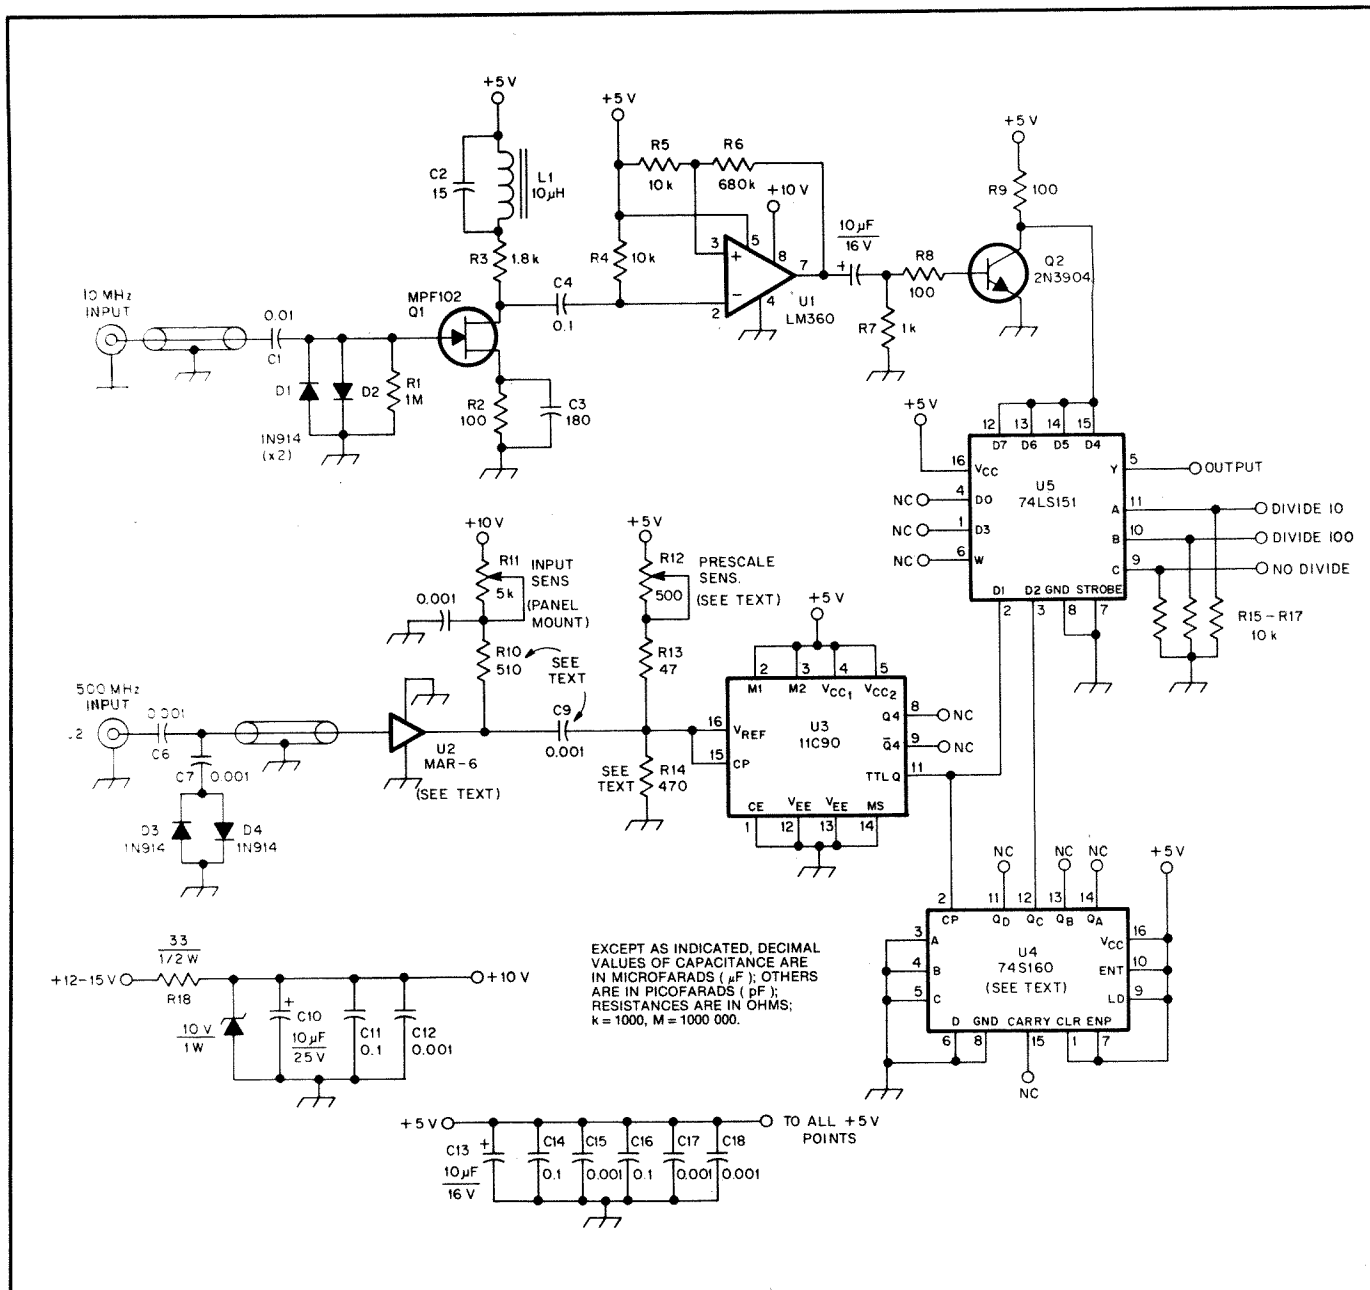 +5 V
C2
15
L1
10 µH
R3
1.8 k
10 MHz
INPUT
0.01
C1
D1
D2
R1
1M
1N914
(x2)
MPF102
Q1
C4
0.1
R2
100
C3
180
+5 V
R5
10 k
R6
680k
+10 V
R4
10k
3
+
5
8
7
−
2
4
U1
LM360
10 µF
16 V
+
R8
100
R7
1k
+5 V
R9
100
Q2
2N3904
+5 V
12
13
14
15
D7
D6
D5
D4
16
VCC
NC
4
D0
NC
1
D3
NC
6
W
U5
74LS151
Y
5
OUTPUT
A
11
DIVIDE 10
B
10
DIVIDE 100
C
9
NO DIVIDE
D1
D2
GND
STROBE
2
3
8
7
R15 – R17
10 k
+10 V
R11
5 k
INPUT
SENS
(PANEL
MOUNT)
0.001
R10
510
SEE
TEXT
+5 V
R12
500
PRESCALE
SENS.
(SEE TEXT)
R13
47
500 MHz
INPUT
0.001
C6
C7
0.001
D3
1N914
D4
1N914
U2
MAR-6
(SEE TEXT)
C9
0.001
SEE
TEXT
R14
470
+5 V
2
3
4
5
M1
M2
VCC1
VCC2
16
VREF
15
CP
U3
11C90
Q4
8
NC
Q4
9
NC
TTL Q
11
CE
VEE
VEE
MS
1
12
13
14
NC
NC
NC
+5 V
2
11
12
13
14
CP
QD
QC
QB
QA
3
A
4
B
5
C
U4
74S160
(SEE TEXT)
VCC
16
ENT
10
LD
9
D
GND
CARRY
CLR
ENP
6
8
15
1
7
NC
+12-15V
33
1/2 W
R18
+10 V
10 V
1W
+
C10
10 µF
25 V
C11
0.1
C12
0.001
EXCEPT AS INDICATED, DECIMAL
VALUES OF CAPACITANCE ARE
IN MICROFARADS ( µF ); OTHERS
ARE IN PICOFARADS ( pF );
RESISTANCES ARE IN OHMS;
k = 1000, M = 1000 000.
+5 V
TO ALL +5 V
POINTS
C13
+
10 µF
16 V
C14
0.1
C15
0.001
C16
0.1
C17
0.001
C18
0.001